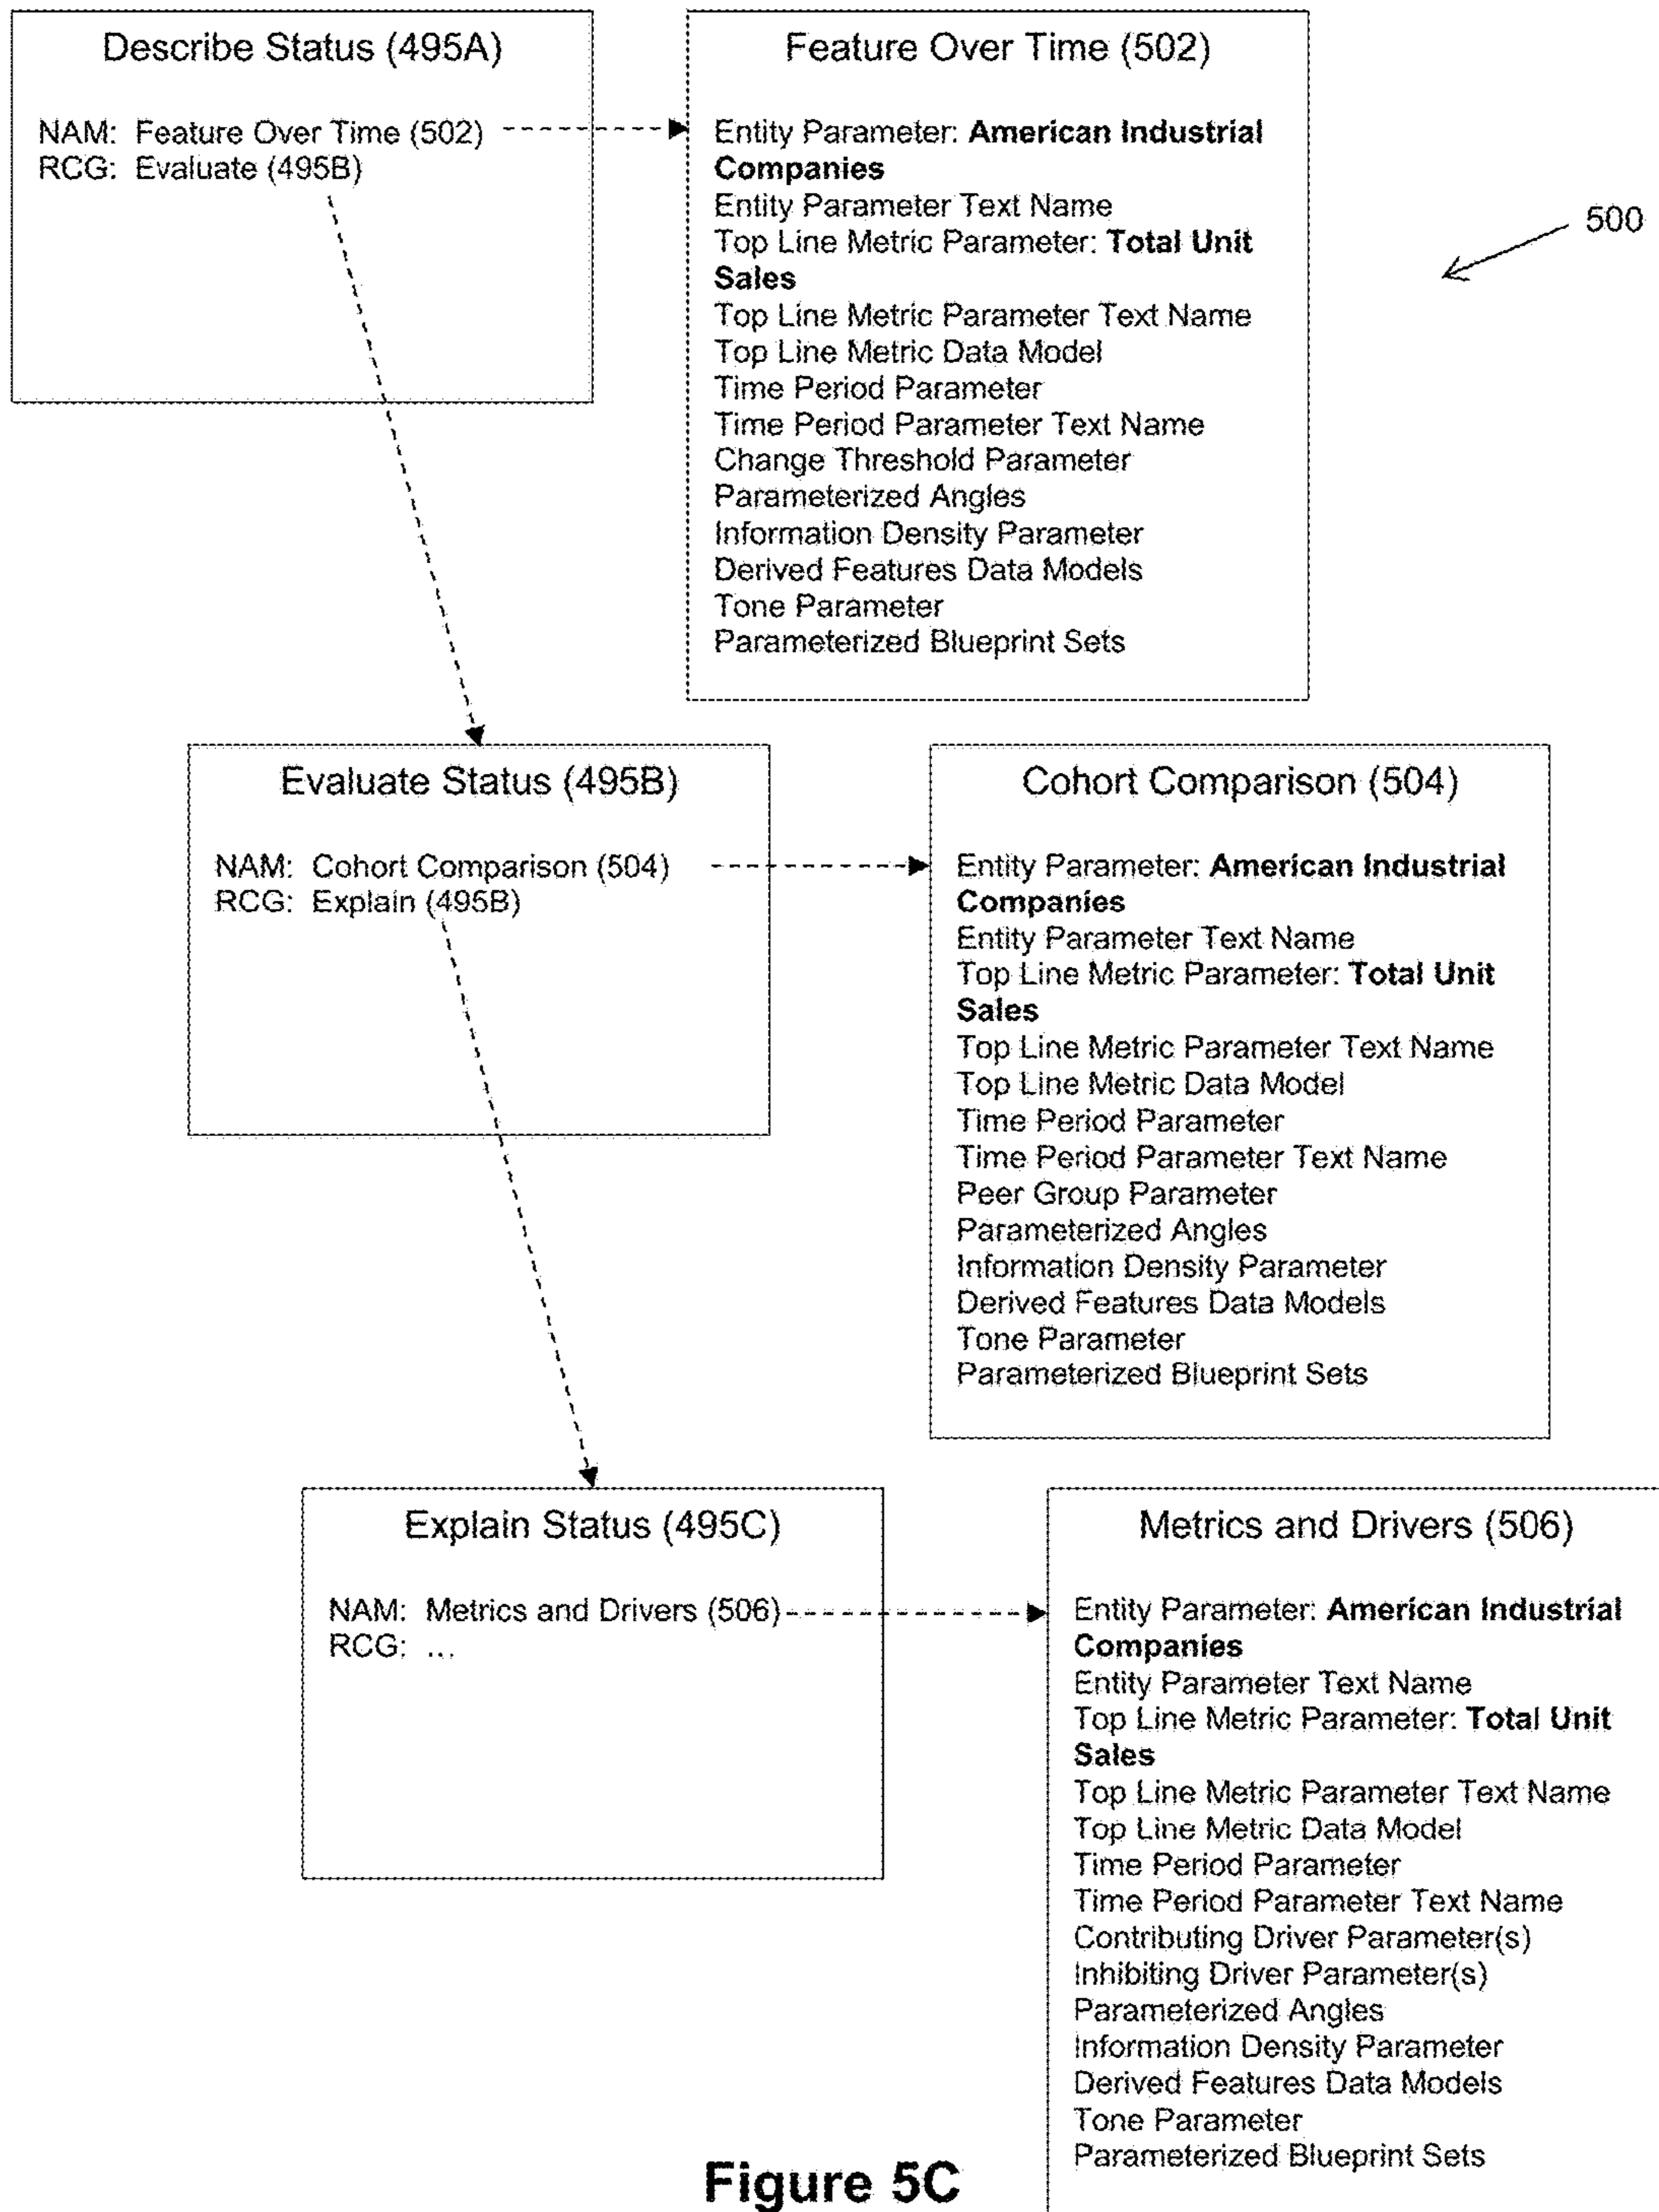 Describe Status (495A)
NAM: Feature Over Time (502)
RCG: Evaluate (495B)
Feature Over Time (502)
Entity Parameter: American Industrial
Companies
Entity Parameter Text Name
Top Line Metric Parameter: Total Unit
Sales
Top Line Metric Parameter Text Name
Top Line Metric Data Model
Time Period Parameter
Time Period Parameter Text Name
Change Threshold Parameter
Parameterized Angles
Information Density Parameter
Derived Features Data Models
Tone Parameter
Parameterized Blueprint Sets
500
Evaluate Status (495B)
NAM: Cohort Comparison (504)
RCG: Explain (495B)
Cohort Comparison (504)
Entity Parameter: American Industrial
Companies
Entity Parameter Text Name
Top Line Metric Parameter: Total Unit
Sales
Top Line Metric Parameter Text Name
Top Line Metric Data Model
Time Period Parameter
Time Period Parameter Text Name
Peer Group Parameter
Parameterized Angles
Information Density Parameter
Derived Features Data Models
Tone Parameter
Parameterized Blueprint Sets
Explain Status (495C)
NAM: Metrics and Drivers (506)
RCG: ...
Metrics and Drivers (506)
Entity Parameter: American Industrial
Companies
Entity Parameter Text Name
Top Line Metric Parameter: Total Unit
Sales
Top Line Metric Parameter Text Name
Top Line Metric Data Model
Time Period Parameter
Time Period Parameter Text Name
Contributing Driver Parameter(s)
Inhibiting Driver Parameter(s)
Parameterized Angles
Information Density Parameter
Derived Features Data Models
Tone Parameter
Parameterized Blueprint Sets
Figure 5C